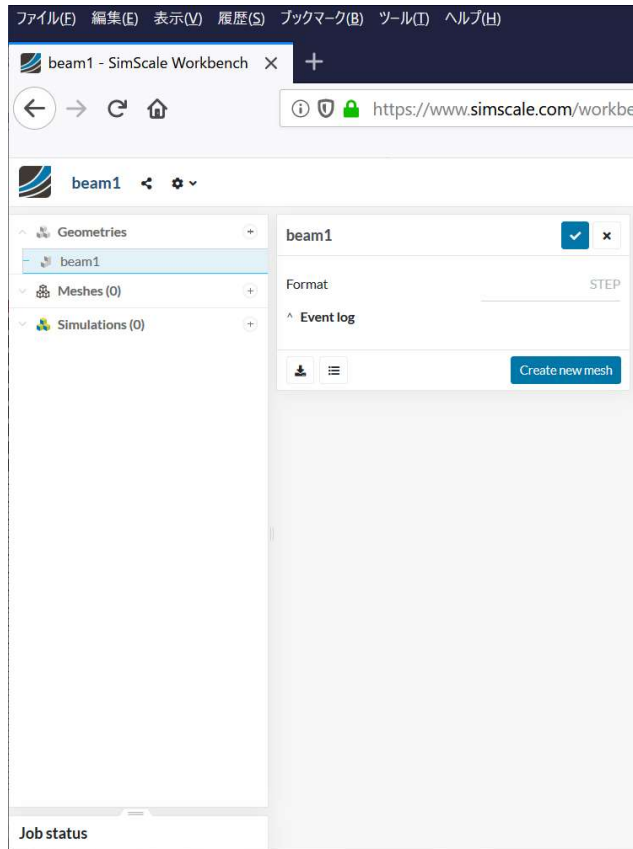 ファイル(F) 編集(E) 表示(V) 履歴(S) ブックマーク(B) ツール(T) ヘルプ(H)
beam1 - SimScale Workbench
https://www.simscale.com/workbe
beam1
Geometries
beam1
Meshes (0)
Simulations (0)
beam1
Format STEP
Event log
Create new mesh
Job status